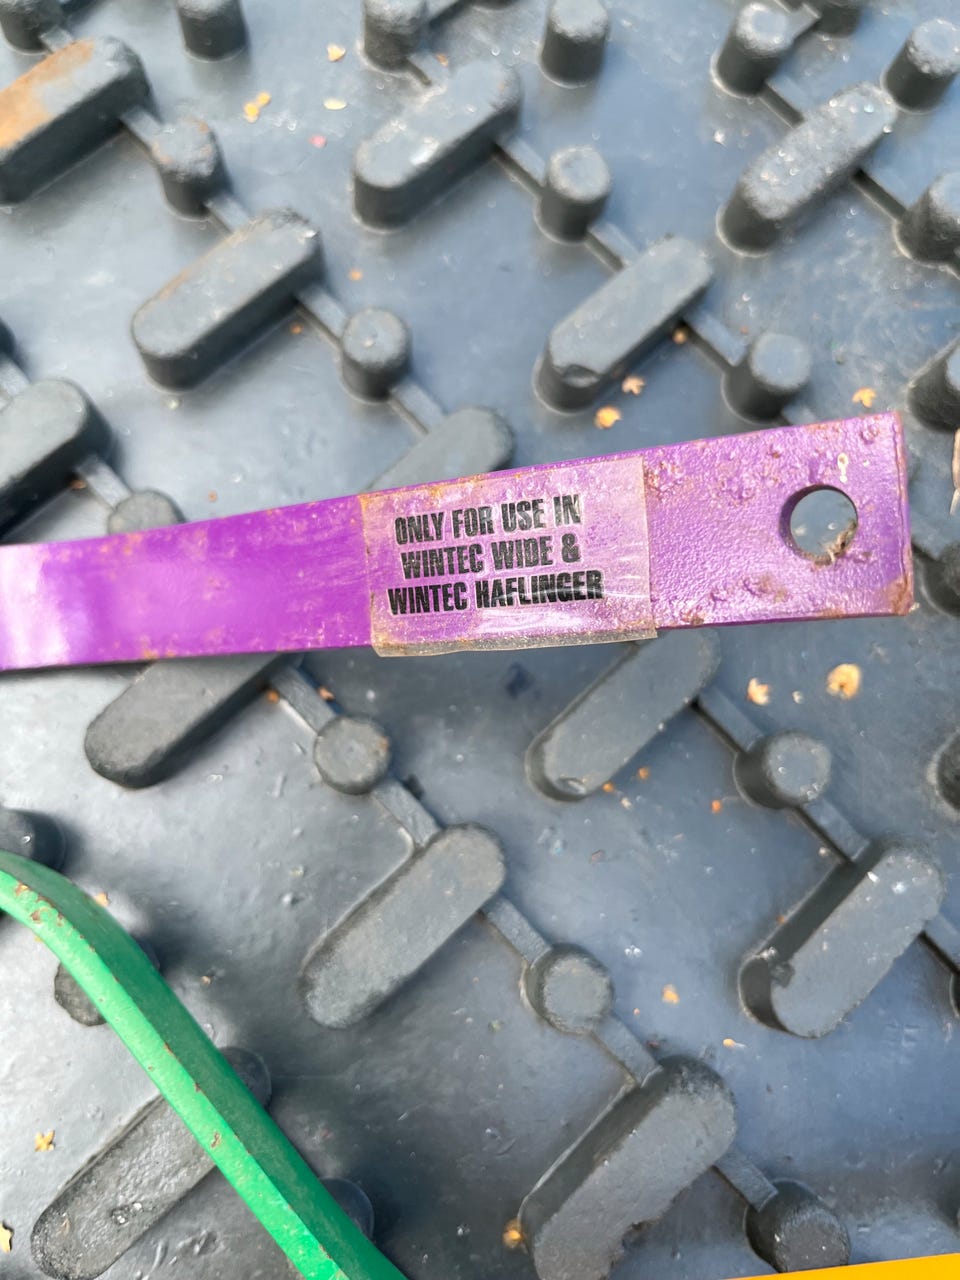 ONLY FOR USE IN
WINTEC WIDE &
WINTEC HAFLINGER